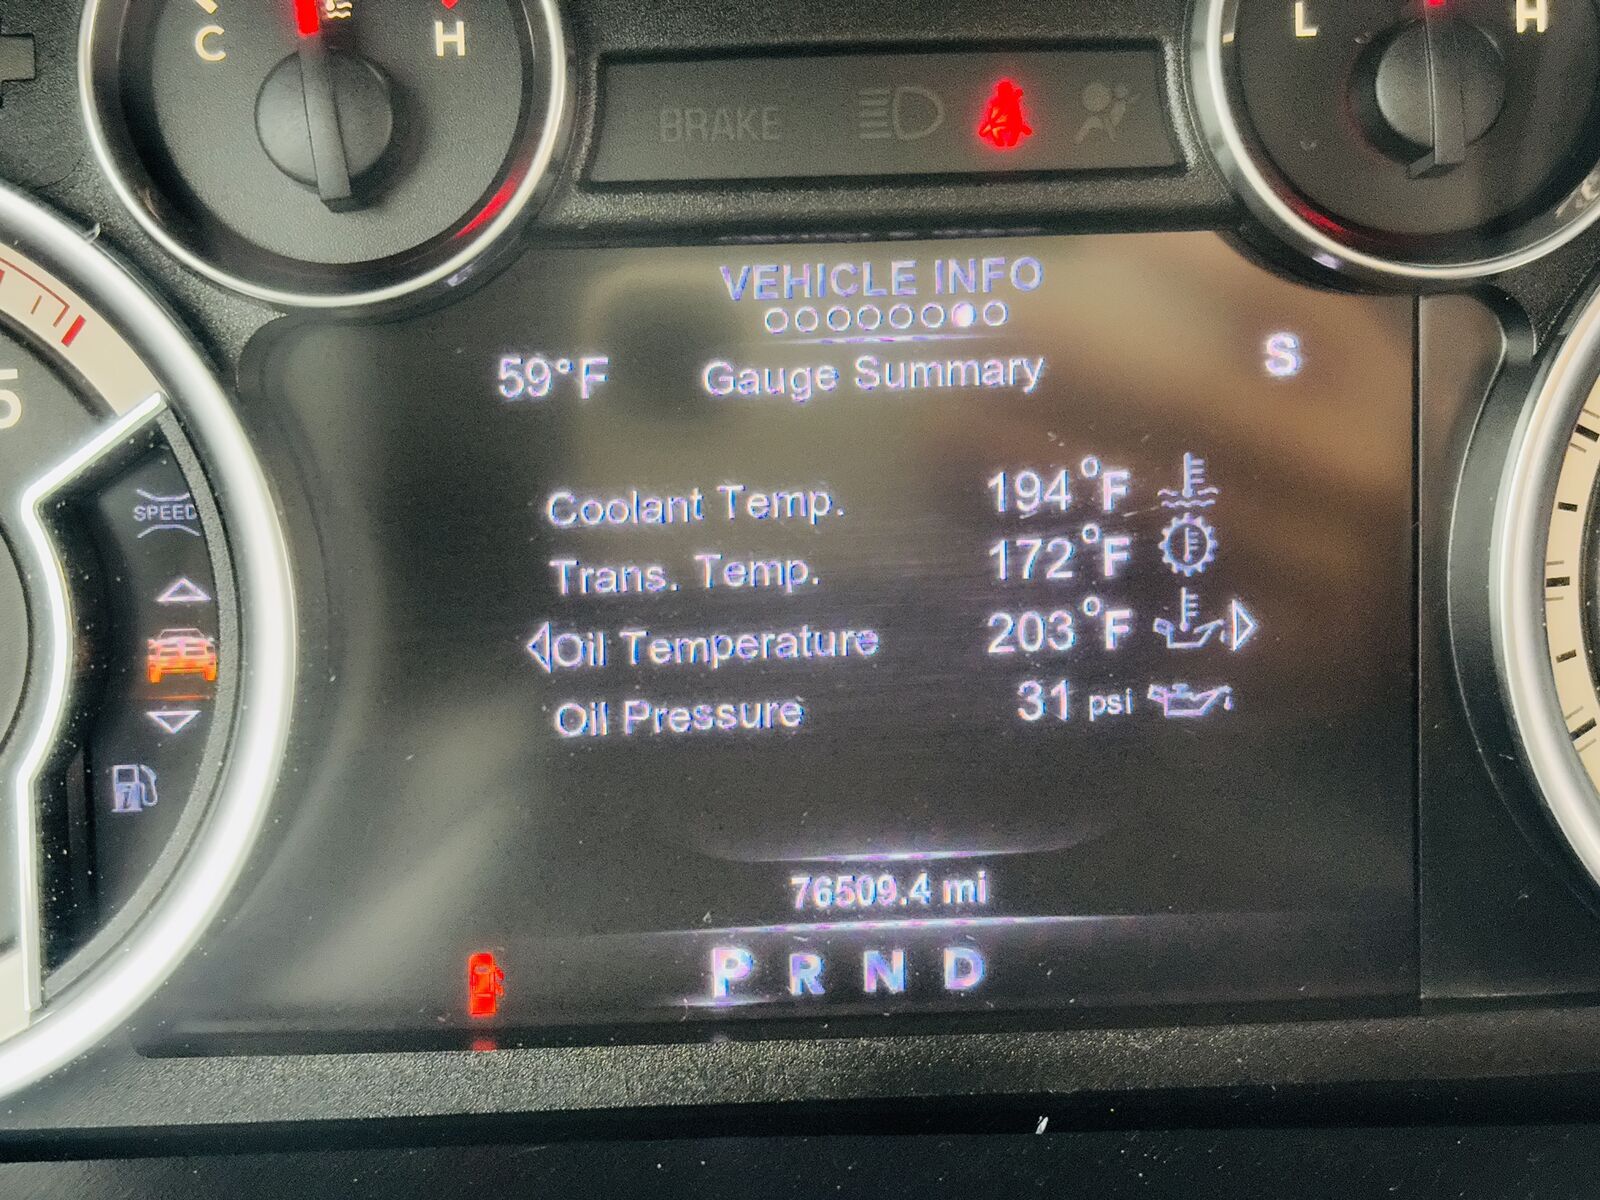 C H
L H
BRAKE
VEHICLE INFO
59°F Gauge Summary S
5
Coolant Temp. 194°F
SPEED
Trans. Temp. 172°F
Oil Temperature 203°F
Oil Pressure 31 psi
76509.4 mi
P R N D